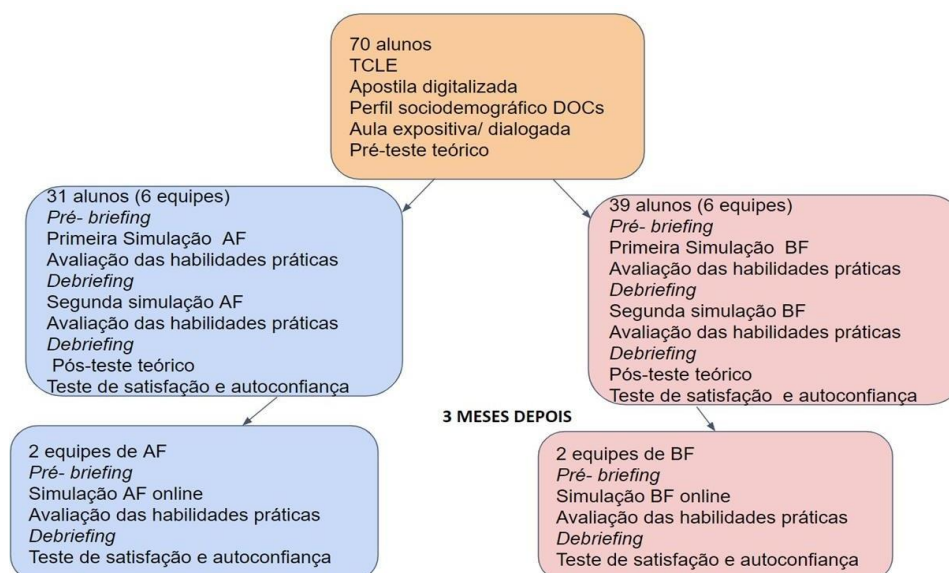 70 alunos
TCLE
Apostila digitalizada
Perfil sociodemográfico DOCs
Aula expositiva/ dialogada
Pré-teste teórico
31 alunos (6 equipes)
Pré- briefing
Primeira Simulação AF
Avaliação das habilidades práticas
Debriefing
Segunda simulação AF
Avaliação das habilidades práticas
Debriefing
Pós-teste teórico
Teste de satisfação e autoconfiança
39 alunos (6 equipes)
Pré- briefing
Primeira Simulação BF
Avaliação das habilidades práticas
Debriefing
Segunda simulação BF
Avaliação das habilidades práticas
Debriefing
Pós-teste teórico
Teste de satisfação e autoconfiança
3 MESES DEPOIS
2 equipes de AF
Pré- briefing
Simulação AF online
Avaliação das habilidades práticas
Debriefing
Teste de satisfação e autoconfiança
2 equipes de BF
Pré- briefing
Simulação BF online
Avaliação das habilidades práticas
Debriefing
Teste de satisfação e autoconfiança